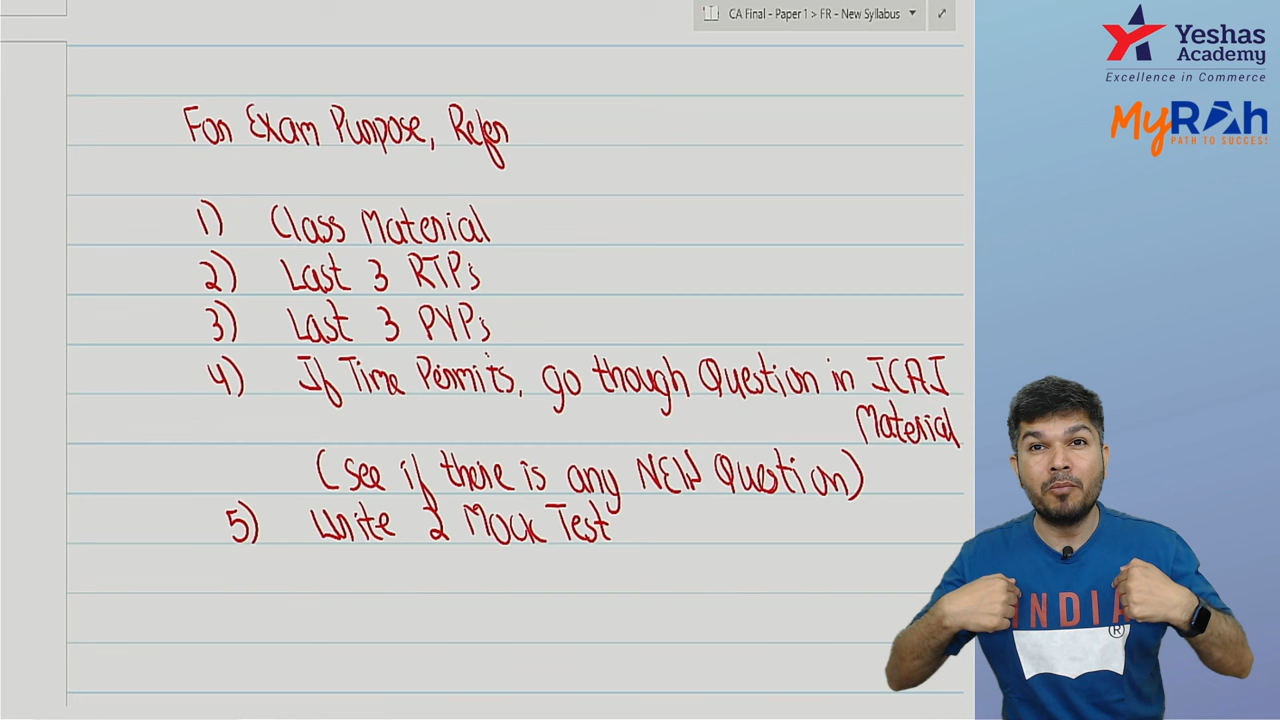 CA Final - Paper 1 > FR - New Syllabus
Yeshas
Academy
Excellence in Commerce
MyRAh
PATH TO SUCCESS
For Exam Purpose, Refer
1) Class Material
2) Last 3 RTPs
3) Last 3 PYPs
4) If Time Permits, go though Question in ICAI
Material
(see if there is any NEW Question)
5) Write 2 Mock Test
INDIA
®